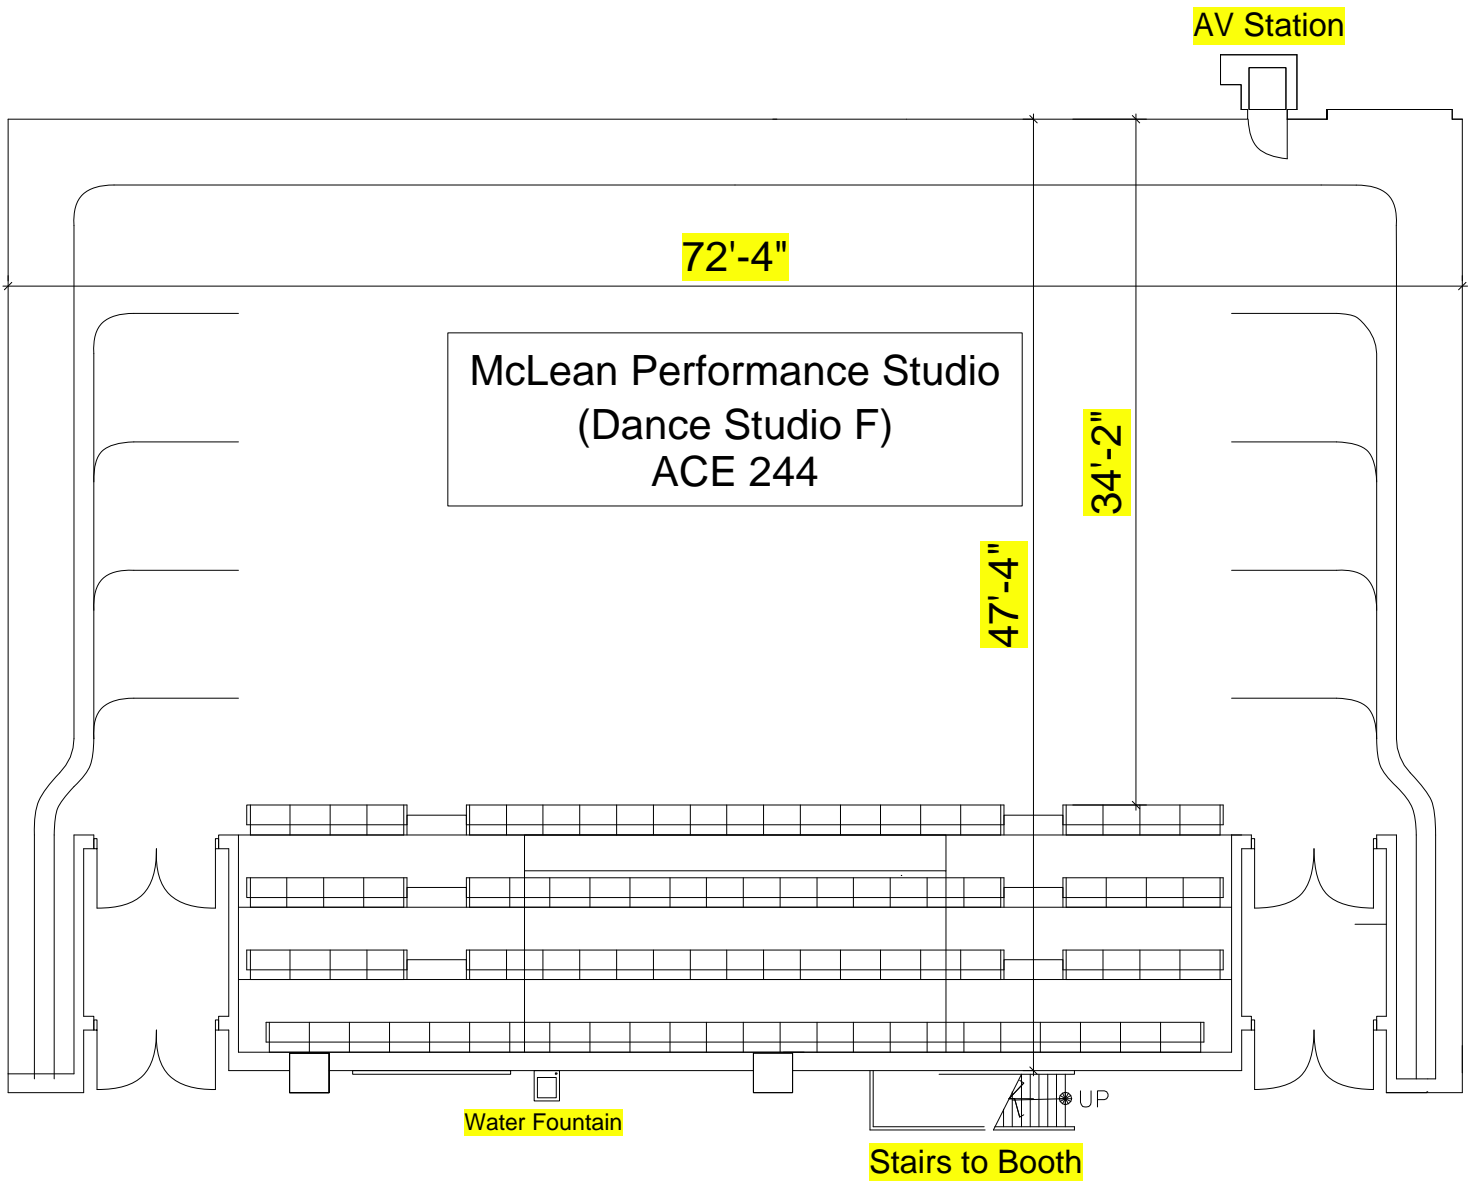 AV Station
72'-4"
McLean Performance Studio
(Dance Studio F)
ACE 244
34'-2"
47'-4"
UP
Water Fountain
Stairs to Booth